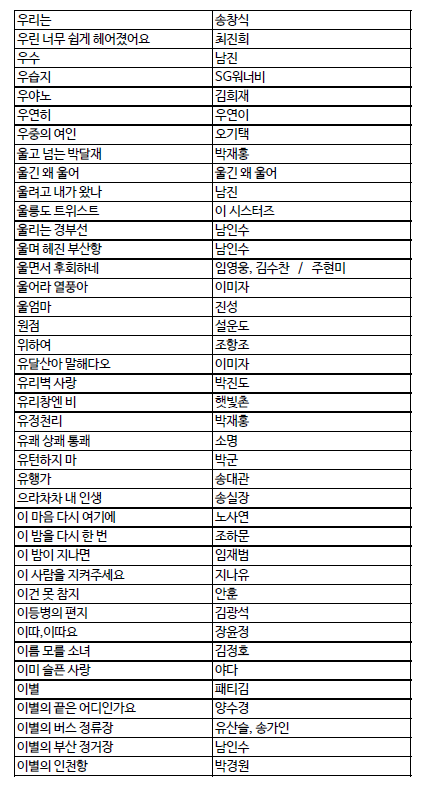 우리는 송창식
우린 너무 쉽게 헤어졌어요 최진희
우수 남진
우습지 SG워너비
우야노 김희재
우연히 우연이
우중의 여인 오기택
울고 넘는 박달재 박재홍
울긴 왜 울어 울긴 왜 울어
울려고 내가 왔나 남진
울릉도 트위스트 이 시스터즈
울리는 경부선 남인수
울며 헤진 부산항 남인수
울면서 후회하네 임영웅, 김수찬 / 주현미
울어라 열풍아 이미자
울엄마 진성
원점 설운도
위하여 조항조
유달산아 말해다오 이미자
유리벽 사랑 박진도
유리창엔 비 햇빛촌
유정천리 박재홍
유쾌 상쾌 통쾌 소명
유턴하지 마 박군
유행가 송대관
으라차차 내 인생 송실장
이 마음 다시 여기에 노사연
이 밤을 다시 한 번 조하문
이 밤이 지나면 임재범
이 사람을 지켜주세요 지나유
이건 못 참지 안훈
이등병의 편지 김광석
이따,이따요 장윤정
이름 모를 소녀 김정호
이미 슬픈 사랑 야다
이별 패티김
이별의 끝은 어디인가요 양수경
이별의 버스 정류장 유산슬, 송가인
이별의 부산 정거장 남인수
이별의 인천항 박경원